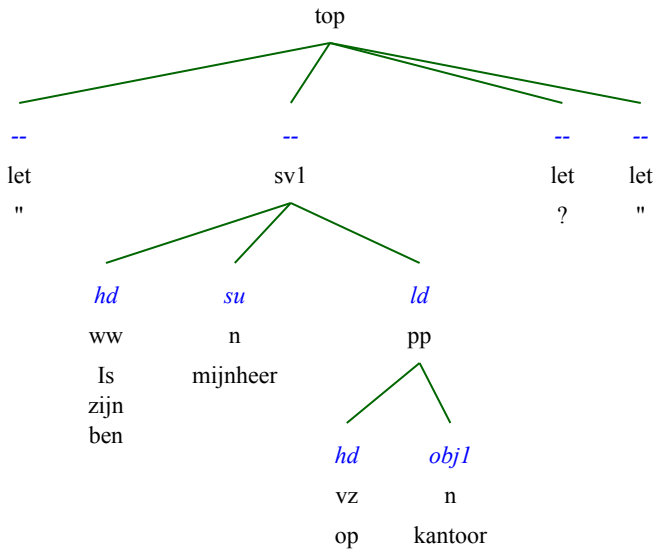 top
-- -- -- --
let sv1 let let
" ? "
hd su ld
ww n pp
Is mijnheer
zijn
ben
hd obj1
vz n
op kantoor